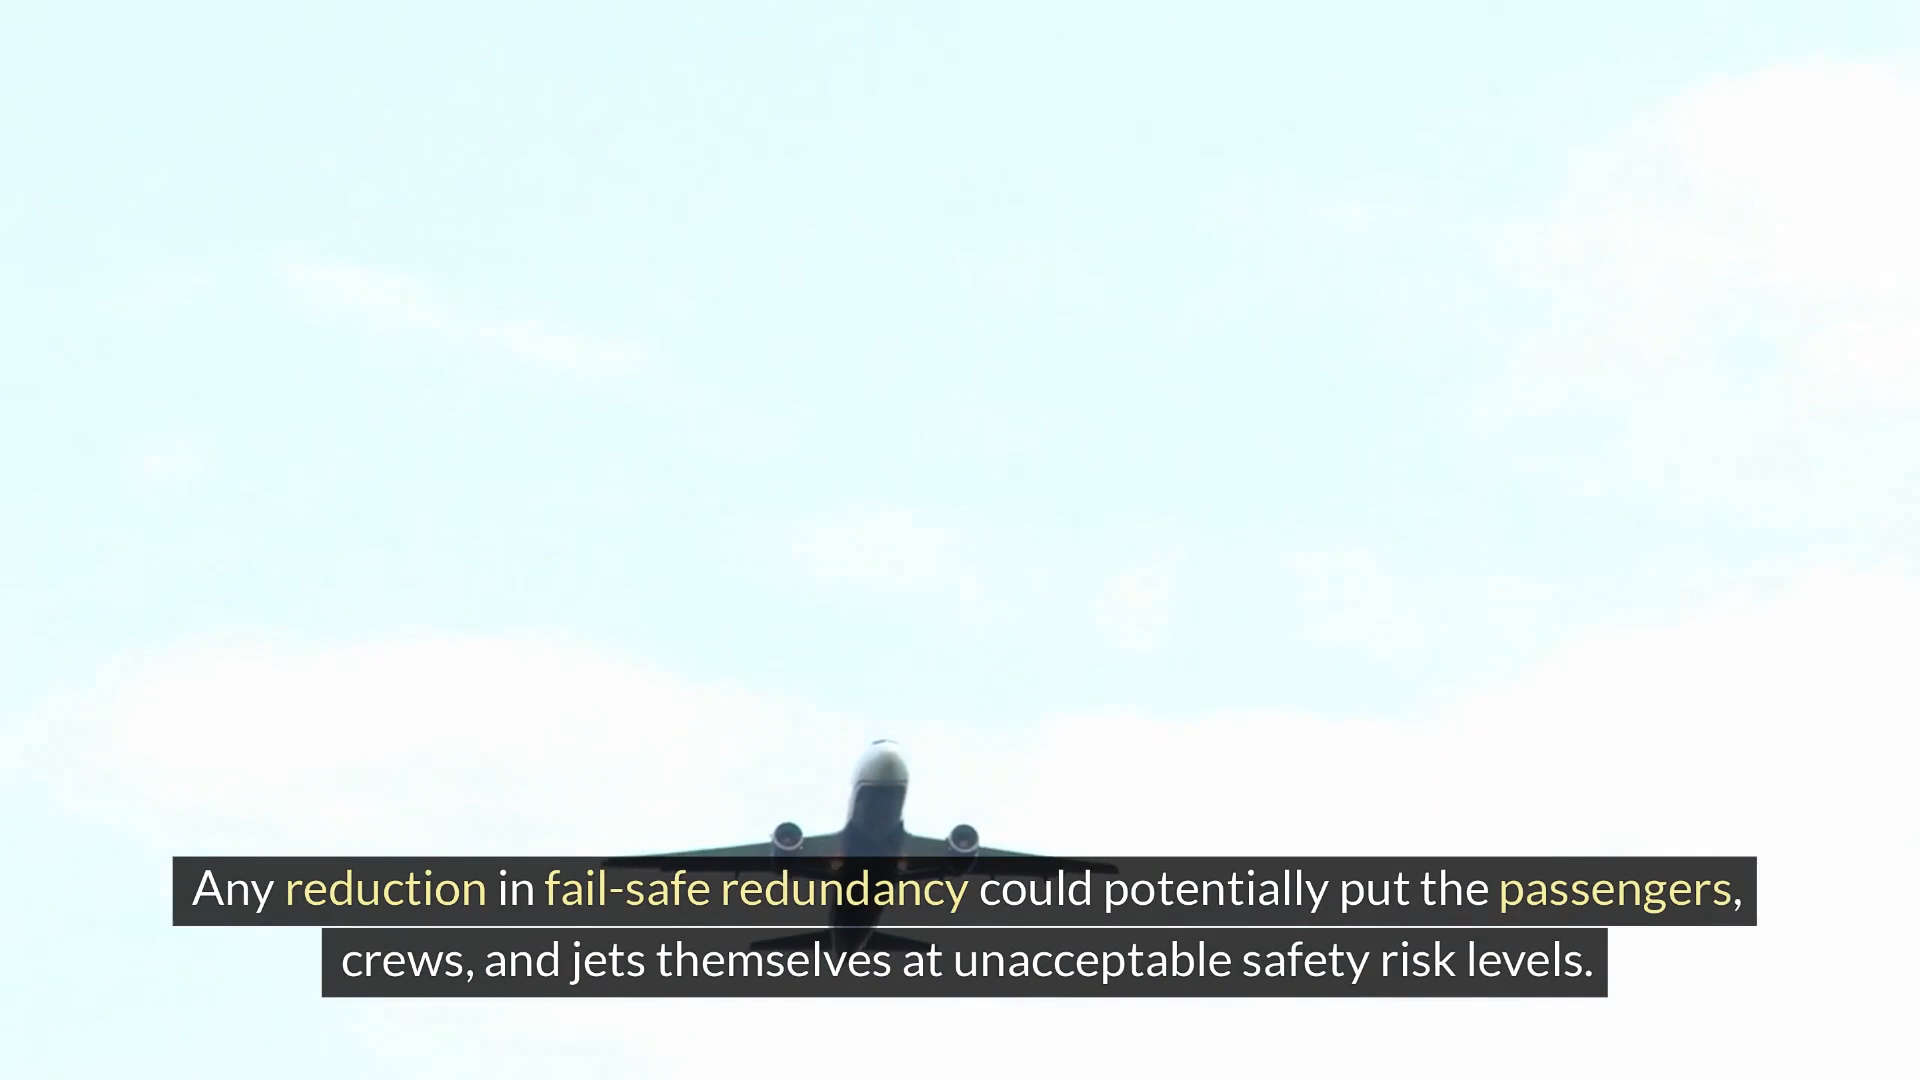 Any reduction in fail-safe redundancy could potentially put the passengers,
crews, and jets themselves at unacceptable safety risk levels.